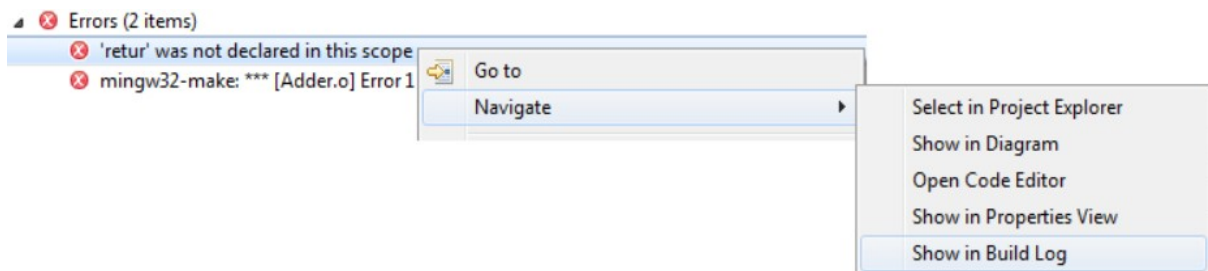 Errors (2 items)
'retur' was not declared in this scope
mingw32-make: *** [Adder.o] Error 1
Go to
Navigate
Select in Project Explorer
Show in Diagram
Open Code Editor
Show in Properties View
Show in Build Log